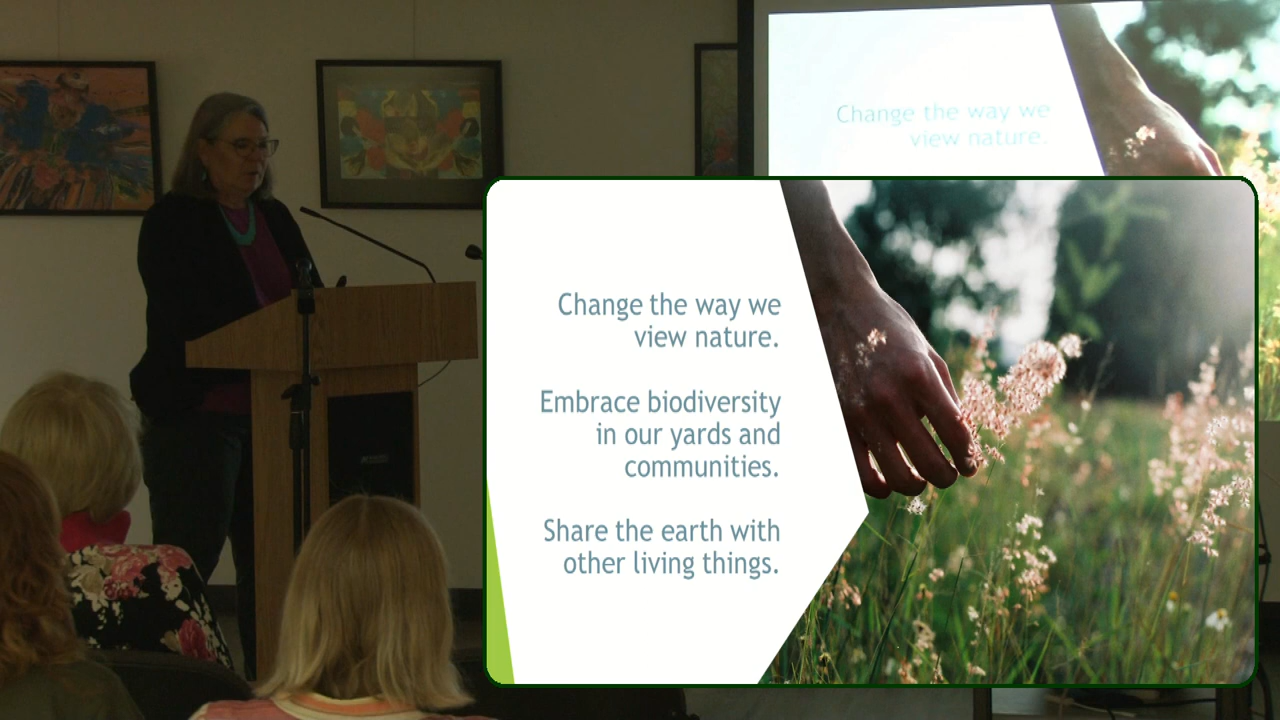 Change the way we
view nature.
Change the way we
view nature.
Embrace biodiversity
in our yards and
communities.
Share the earth with
other living things.